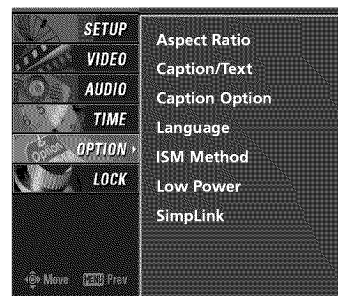 SETUP
VIDEO
AUDIO
TIME
OPTION
LOCK
Move MENU Prev
Aspect Ratio
Caption/Text
Caption Option
Language
ISM Method
Low Power
SimpLink